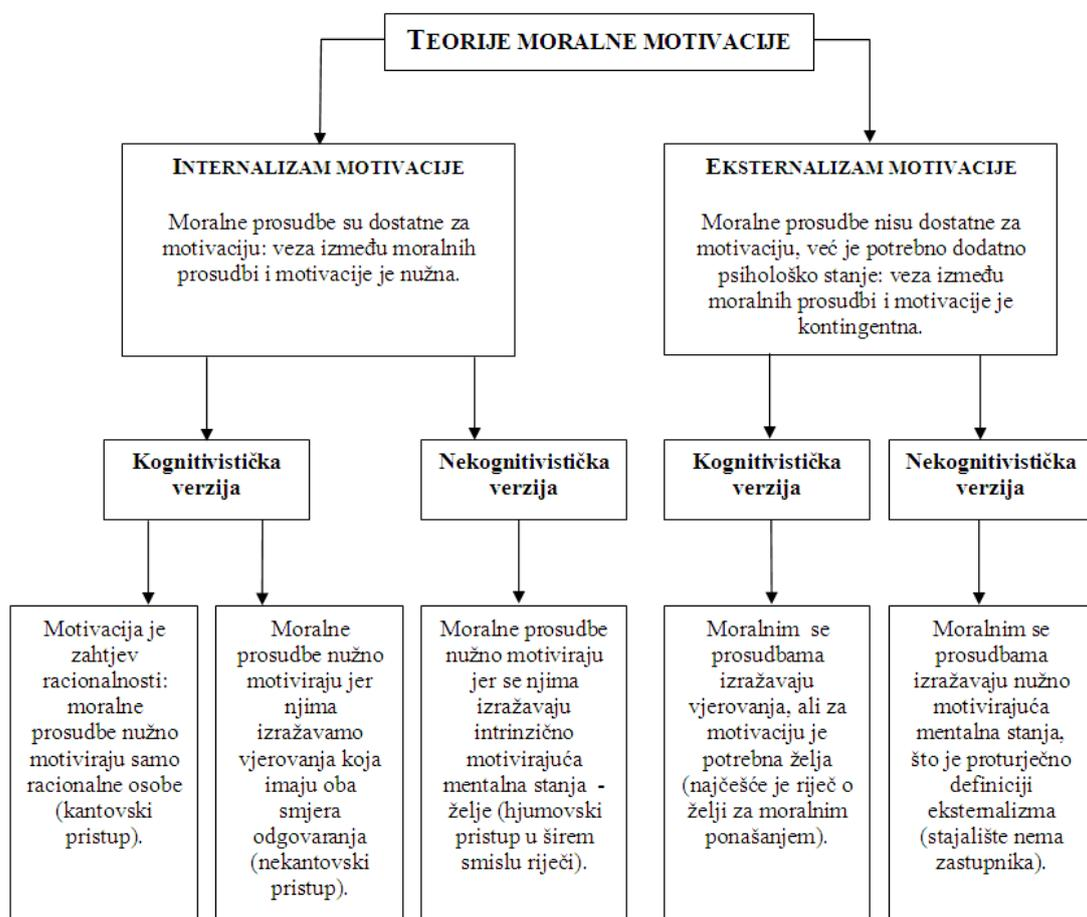 TEORIJE MORALNE MOTIVACIJE
INTERNALIZAM MOTIVACIJE
Moralne prosudbe su dostatne za
motivaciju: veza između moralnih
prosudbi i motivacije je nužna.
EKSTERNALIZAM MOTIVACIJE
Moralne prosudbe nisu dostatne za
motivaciju, već je potrebno dodatno
psihološko stanje: veza između
moralnih prosudbi i motivacije je
kontingentna.
Kognitivistička
verzija
Nekognitivistička
verzija
Kognitivistička
verzija
Nekognitivistička
verzija
Motivacija je
zahtjev
racionalnosti:
moralne
prosudbe nužno
motiviraju samo
racionalne osobe
(kantovski
pristup).
Moralne
prosudbe nužno
motiviraju jer
njima
izražavamo
vjerovanja koja
imaju oba
smjera
odgovaranja
(nekantovski
pristup).
Moralne prosudbe
nužno motiviraju
jer se njima
izražavaju
intrinzično
motivirajuća
mentalna stanja -
želje (hjumovski
pristup u širem
smislu riječi).
Moralnim se
prosudbama
izražavaju
vjerovanja, ali za
motivaciju je
potrebna želja
(najčešće je riječ o
želji za moralnim
ponašanjem).
Moralnim se
prosudbama
izražavaju nužno
motivirajuća
mentalna stanja,
što je proturječno
definiciji
eksternalizma
(stajalište nema
zastupnika).